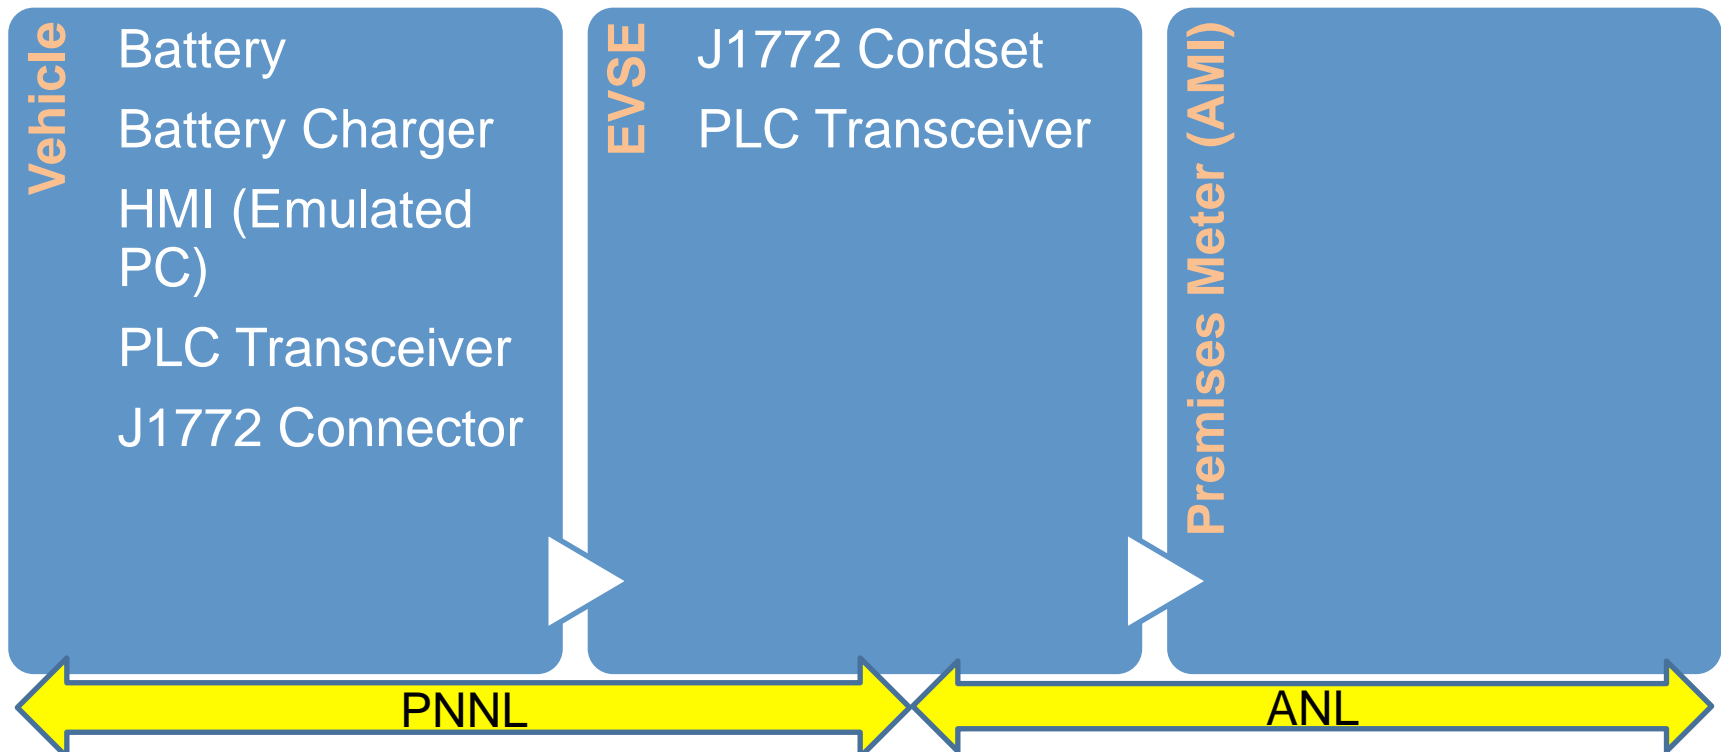 Vehicle
Battery
Battery Charger
HMI (Emulated
PC)
PLC Transceiver
J1772 Connector
EVSE
J1772 Cordset
PLC Transceiver
Premises Meter (AMI)
PNNL
ANL